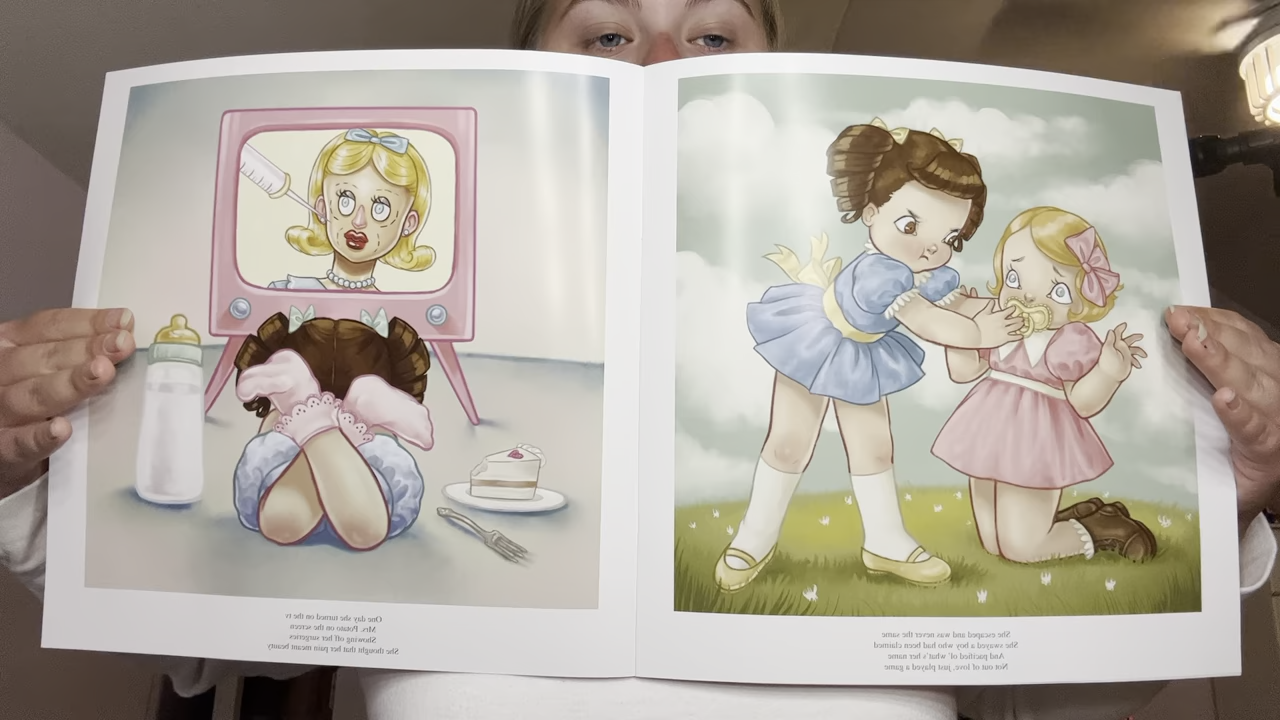 One day she turned on the tv
Mrs. Potato on the screen
Showing off her surgeries
She thought that her pain meant beauty
She escaped and was never the same
She swayed a boy who had been claimed
And pacified ol' what's her name
Not out of love, just played a game